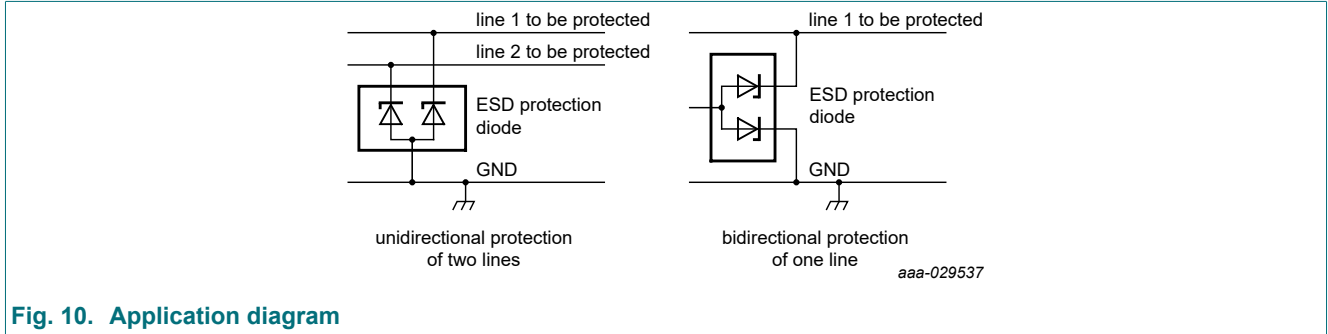 line 1 to be protected
line 2 to be protected
ESD protection
diode
GND
unidirectional protection
of two lines
line 1 to be protected
ESD protection
diode
GND
bidirectional protection
of one line
aaa-029537
Fig. 10. Application diagram